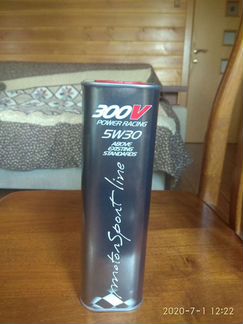 300V
POWER RACING
5W30
ABOVE
EXISTING
STANDARDS
motorsport line
2020-7-1 12:22